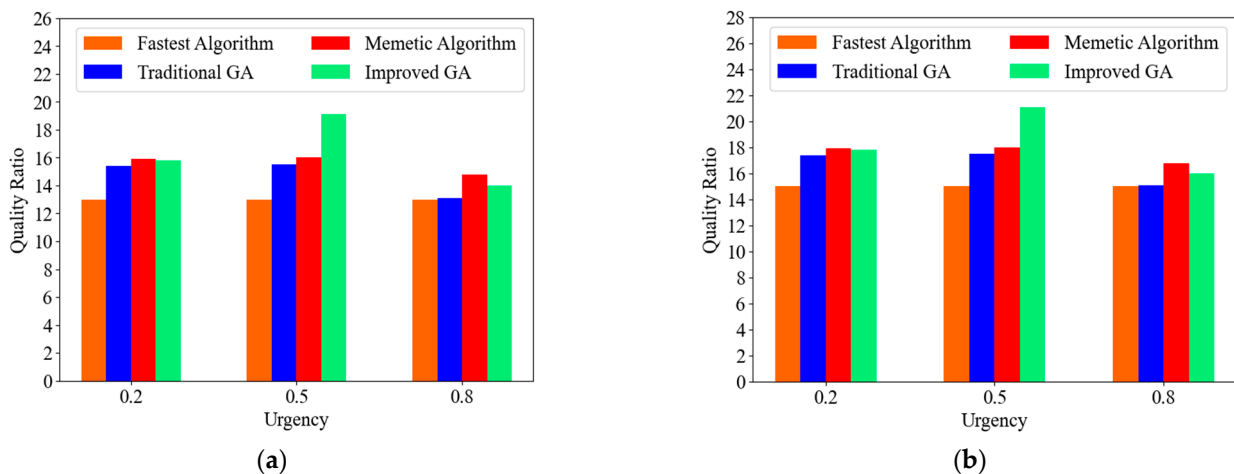 26
24
22
20
18
16
14
12
10
8
6
4
2
0
Quality Ratio
Fastest Algorithm
Traditional GA
Memetic Algorithm
Improved GA
0.2 0.5 0.8
Urgency
(a)
28
26
24
22
20
18
16
14
12
10
8
6
4
2
0
Quality Ratio
Fastest Algorithm
Traditional GA
Memetic Algorithm
Improved GA
0.2 0.5 0.8
Urgency
(b)